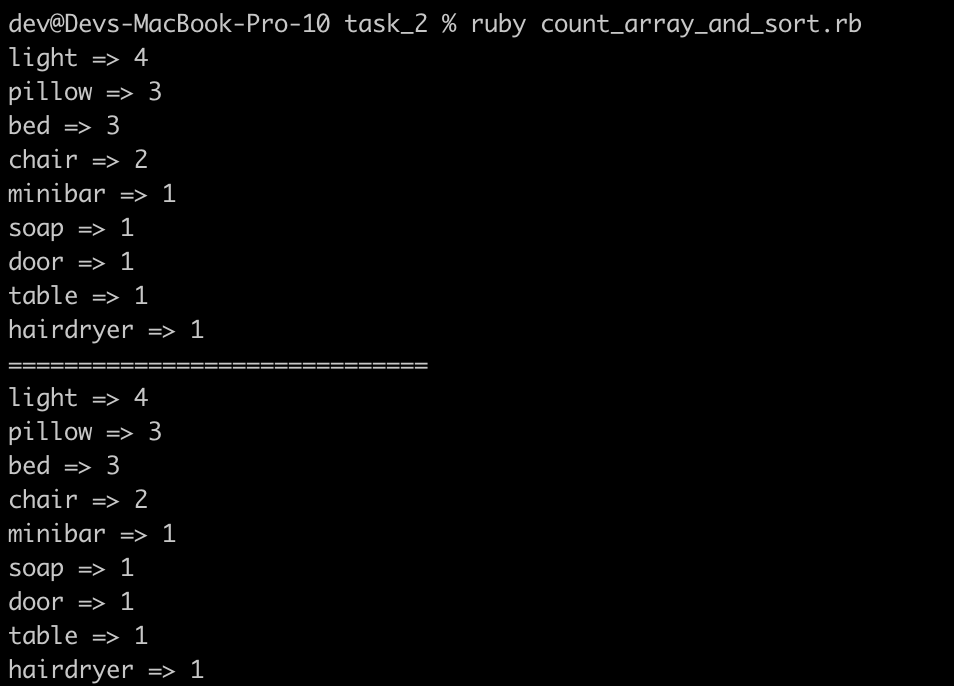 dev@Devs-MacBook-Pro-10 task_2 % ruby count_array_and_sort.rb
light => 4
pillow => 3
bed => 3
chair => 2
minibar => 1
soap => 1
door => 1
table => 1
hairdryer => 1
==============================
light => 4
pillow => 3
bed => 3
chair => 2
minibar => 1
soap => 1
door => 1
table => 1
hairdryer => 1